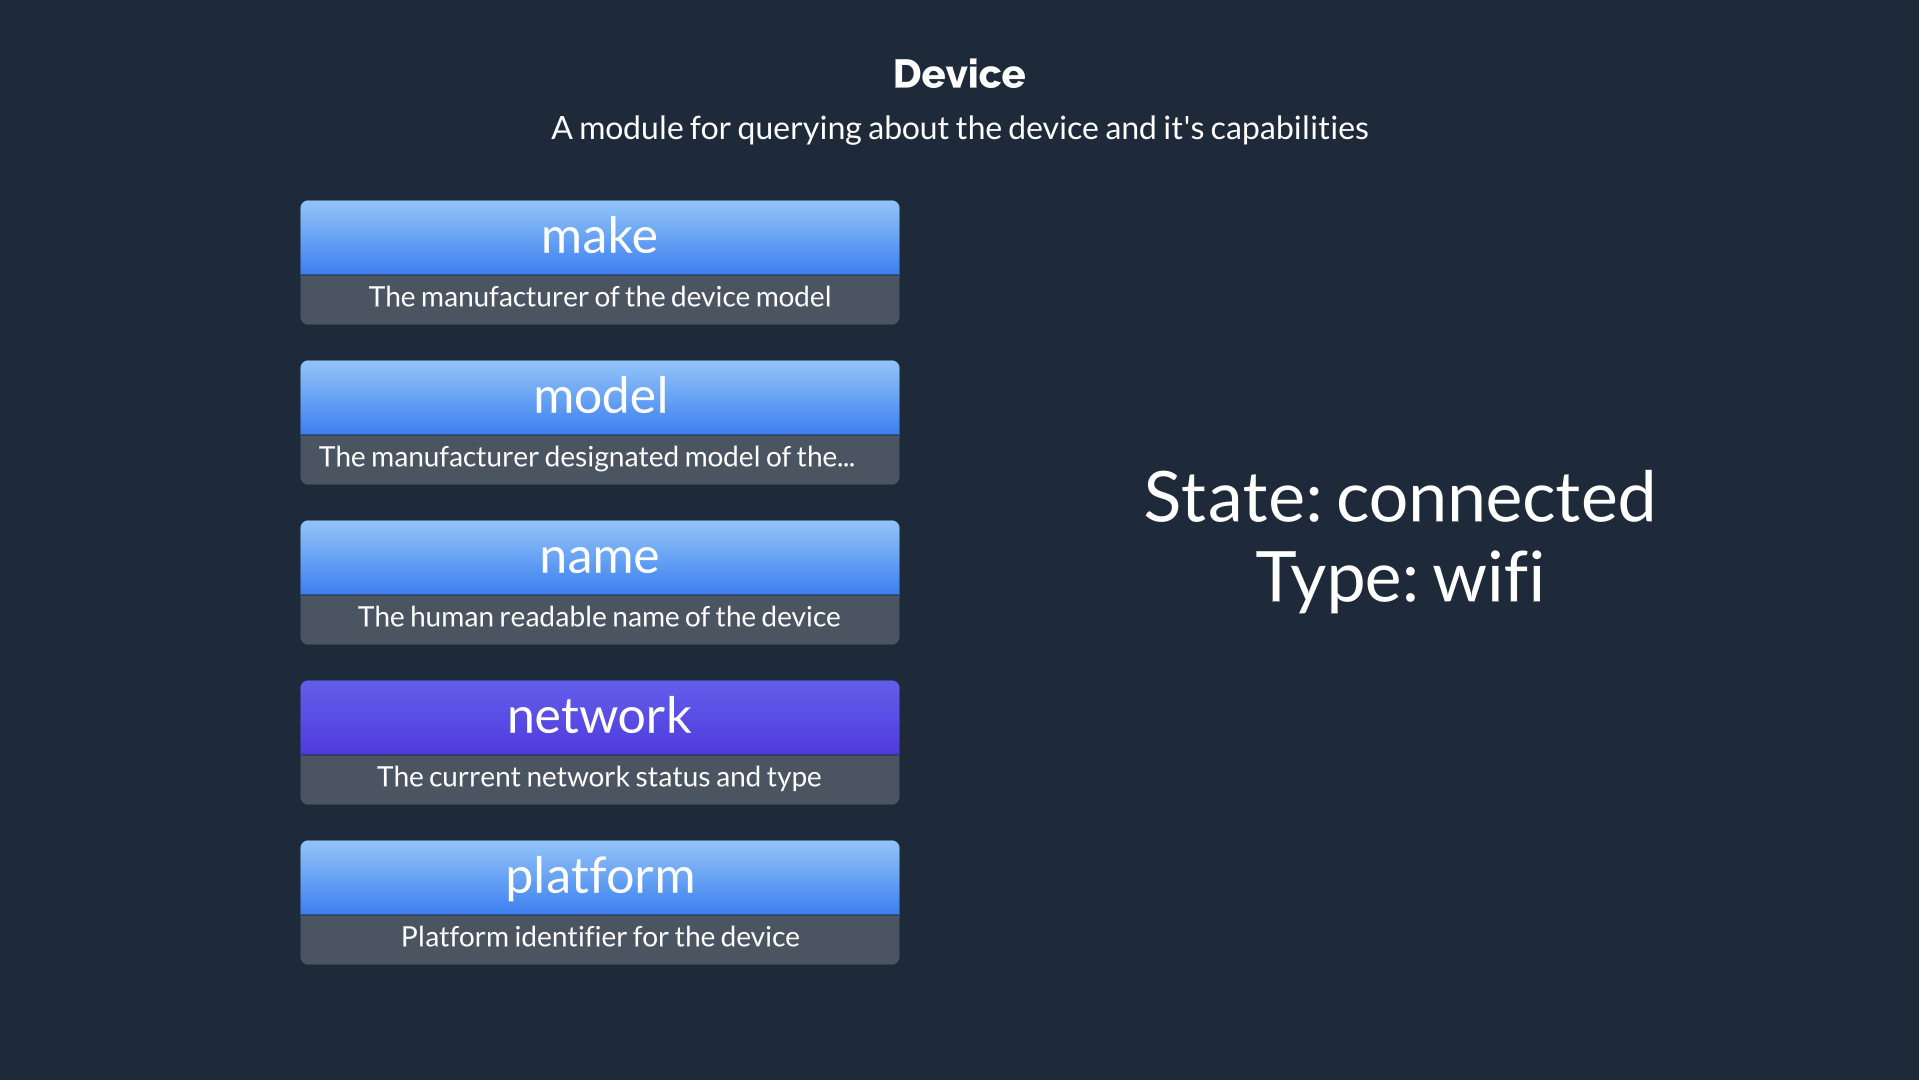 Device
A module for querying about the device and it's capabilities
make
The manufacturer of the device model
model
The manufacturer designated model of the...
name
The human readable name of the device
network
The current network status and type
platform
Platform identifier for the device
State: connected
Type: wifi